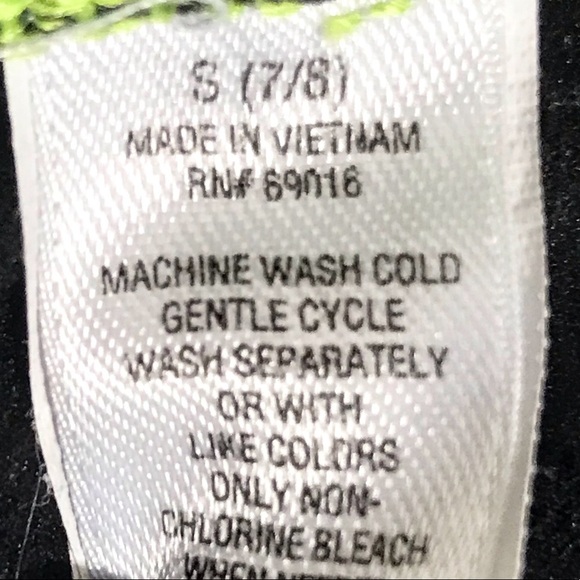 S (7/8)
MADE IN VIETNAM
RN# 69016
MACHINE WASH COLD
GENTLE CYCLE
WASH SEPARATELY
OR WITH
LIKE COLORS
ONLY NON-
CHLORINE BLEACH
WHEN